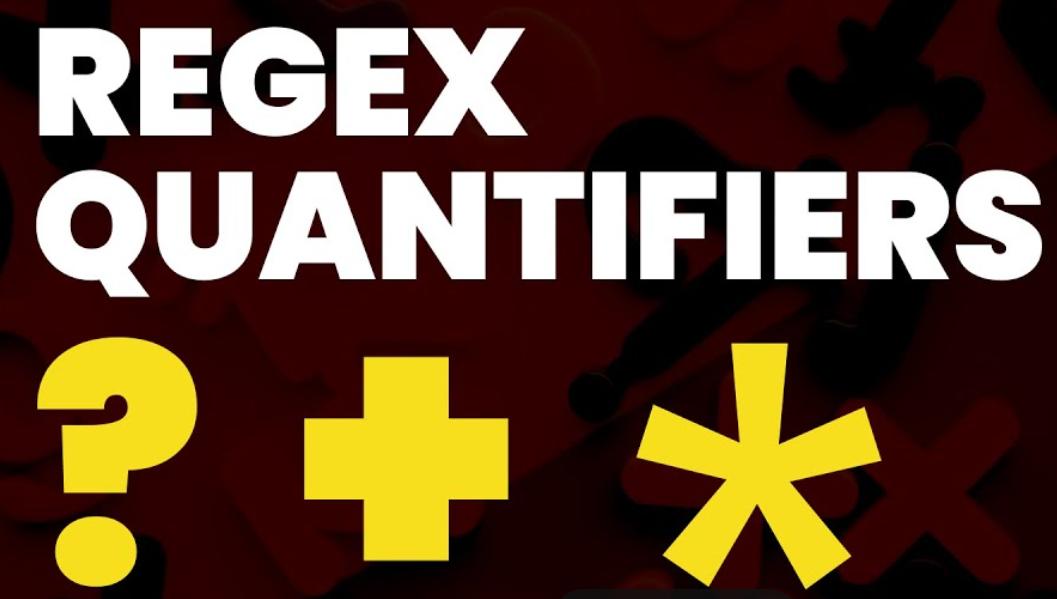 REGEX
QUANTIFIERS
? + *